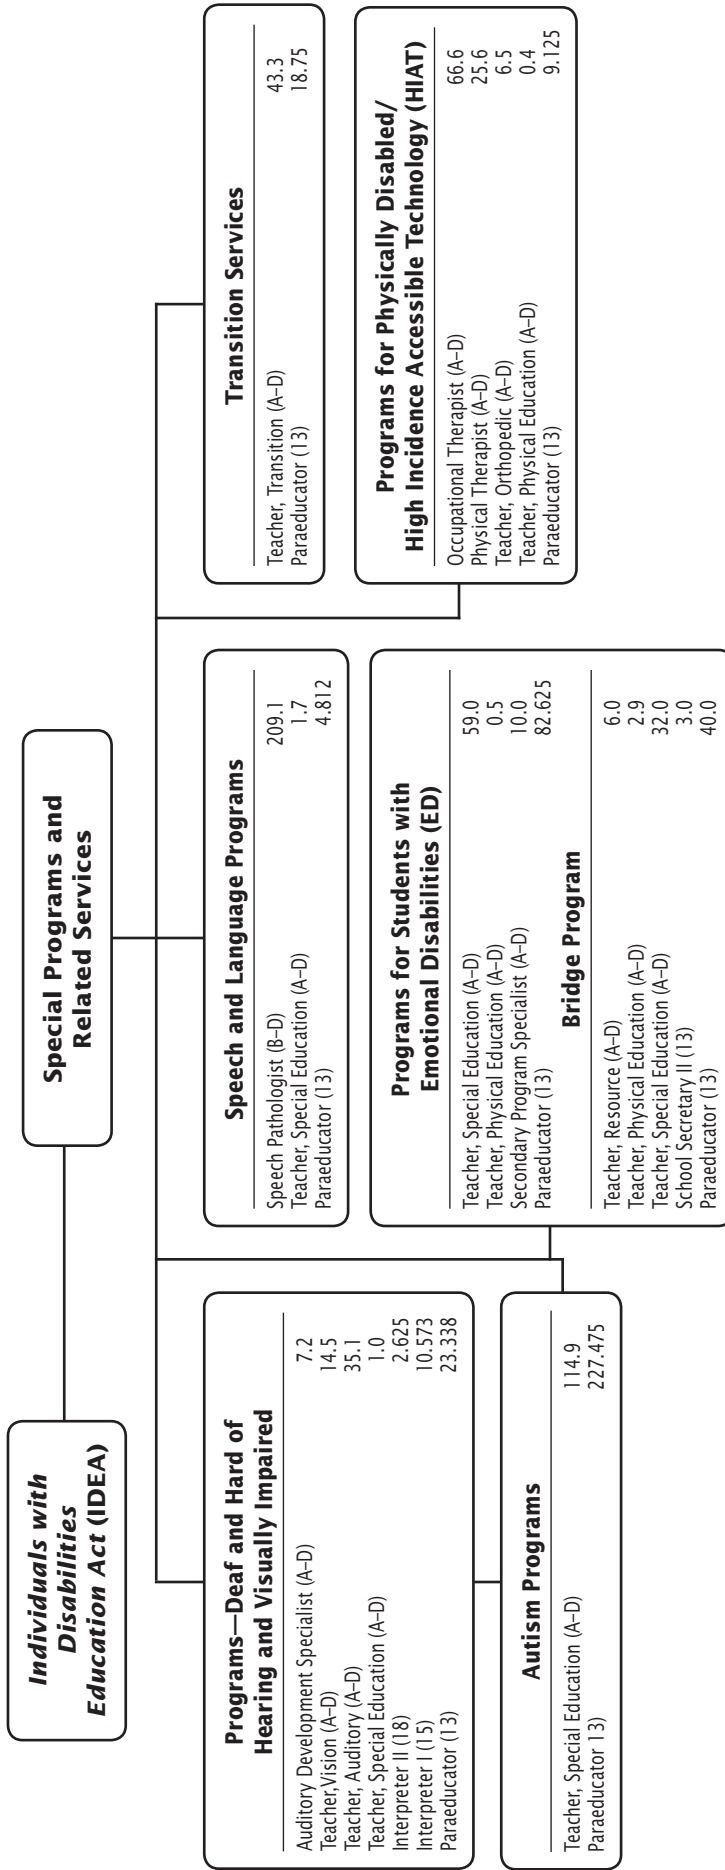 Individuals with
Disabilities
Education Act (IDEA)
Special Programs and
Related Services
Programs—Deaf and Hard of
Hearing and Visually Impaired
Auditory Development Specialist (A–D) 7.2
Teacher,Vision (A–D) 14.5
Teacher, Auditory (A–D) 35.1
Teacher, Special Education (A–D) 1.0
Interpreter II (18) 2.625
Interpreter I (15) 10.573
Paraeducator (13) 23.338
Autism Programs
Teacher, Special Education (A–D) 114.9
Paraeducator 13) 227.475
Speech and Language Programs
Speech Pathologist (B–D) 209.1
Teacher, Special Education (A–D) 1.7
Paraeducator (13) 4.812
Programs for Students with
Emotional Disabilities (ED)
Teacher, Special Education (A–D) 59.0
Teacher, Physical Education (A–D) 0.5
Secondary Program Specialist (A–D) 10.0
Paraeducator (13) 82.625
Bridge Program
Teacher, Resource (A–D) 6.0
Teacher, Physical Education (A–D) 2.9
Teacher, Special Education (A–D) 32.0
School Secretary II (13) 3.0
Paraeducator (13) 40.0
Transition Services
Teacher, Transition (A–D) 43.3
Paraeducator (13) 18.75
Programs for Physically Disabled/
High Incidence Accessible Technology (HIAT)
Occupational Therapist (A–D) 66.6
Physical Therapist (A–D) 25.6
Teacher, Orthopedic (A–D) 6.5
Teacher, Physical Education (A–D) 0.4
Paraeducator (13) 9.125